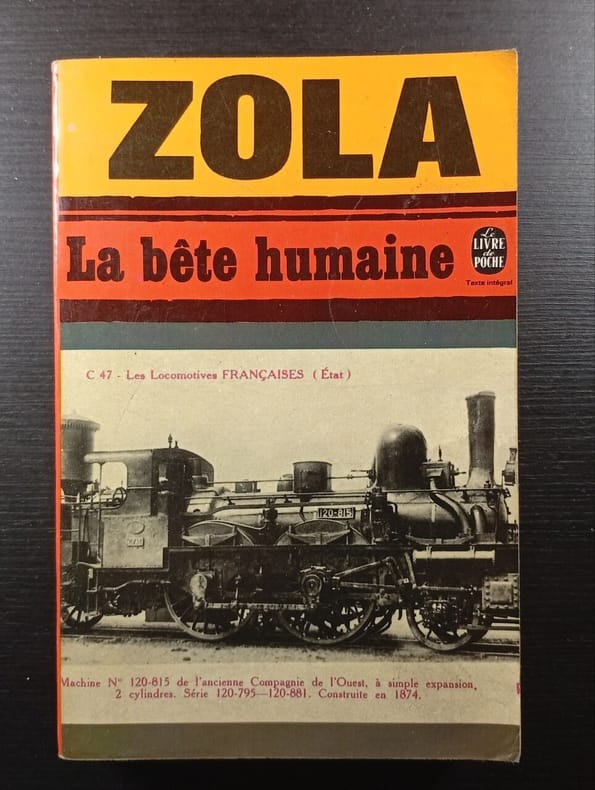 ZOLA
La bête humaine
Le
LIVRE
de
POCHE
Texte intégral
C 47 - Les Locomotives FRANÇAISES (État)
120-815
Machine N° 120-815 de l'ancienne Compagnie de l'Ouest, à simple expansion,
2 cylindres. Série 120-795—120-881. Construite en 1874.